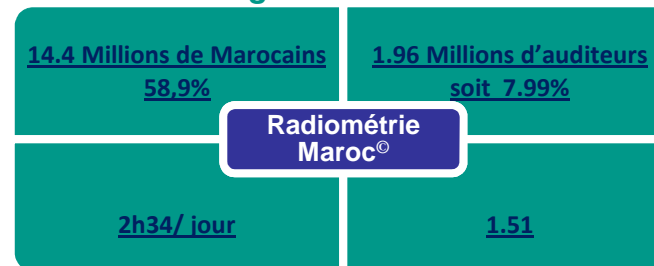 14.4 Millions de Marocains
58,9%
1.96 Millions d’auditeurs
soit 7.99%
Radiométrie
Maroc©
2h34/ jour
1.51